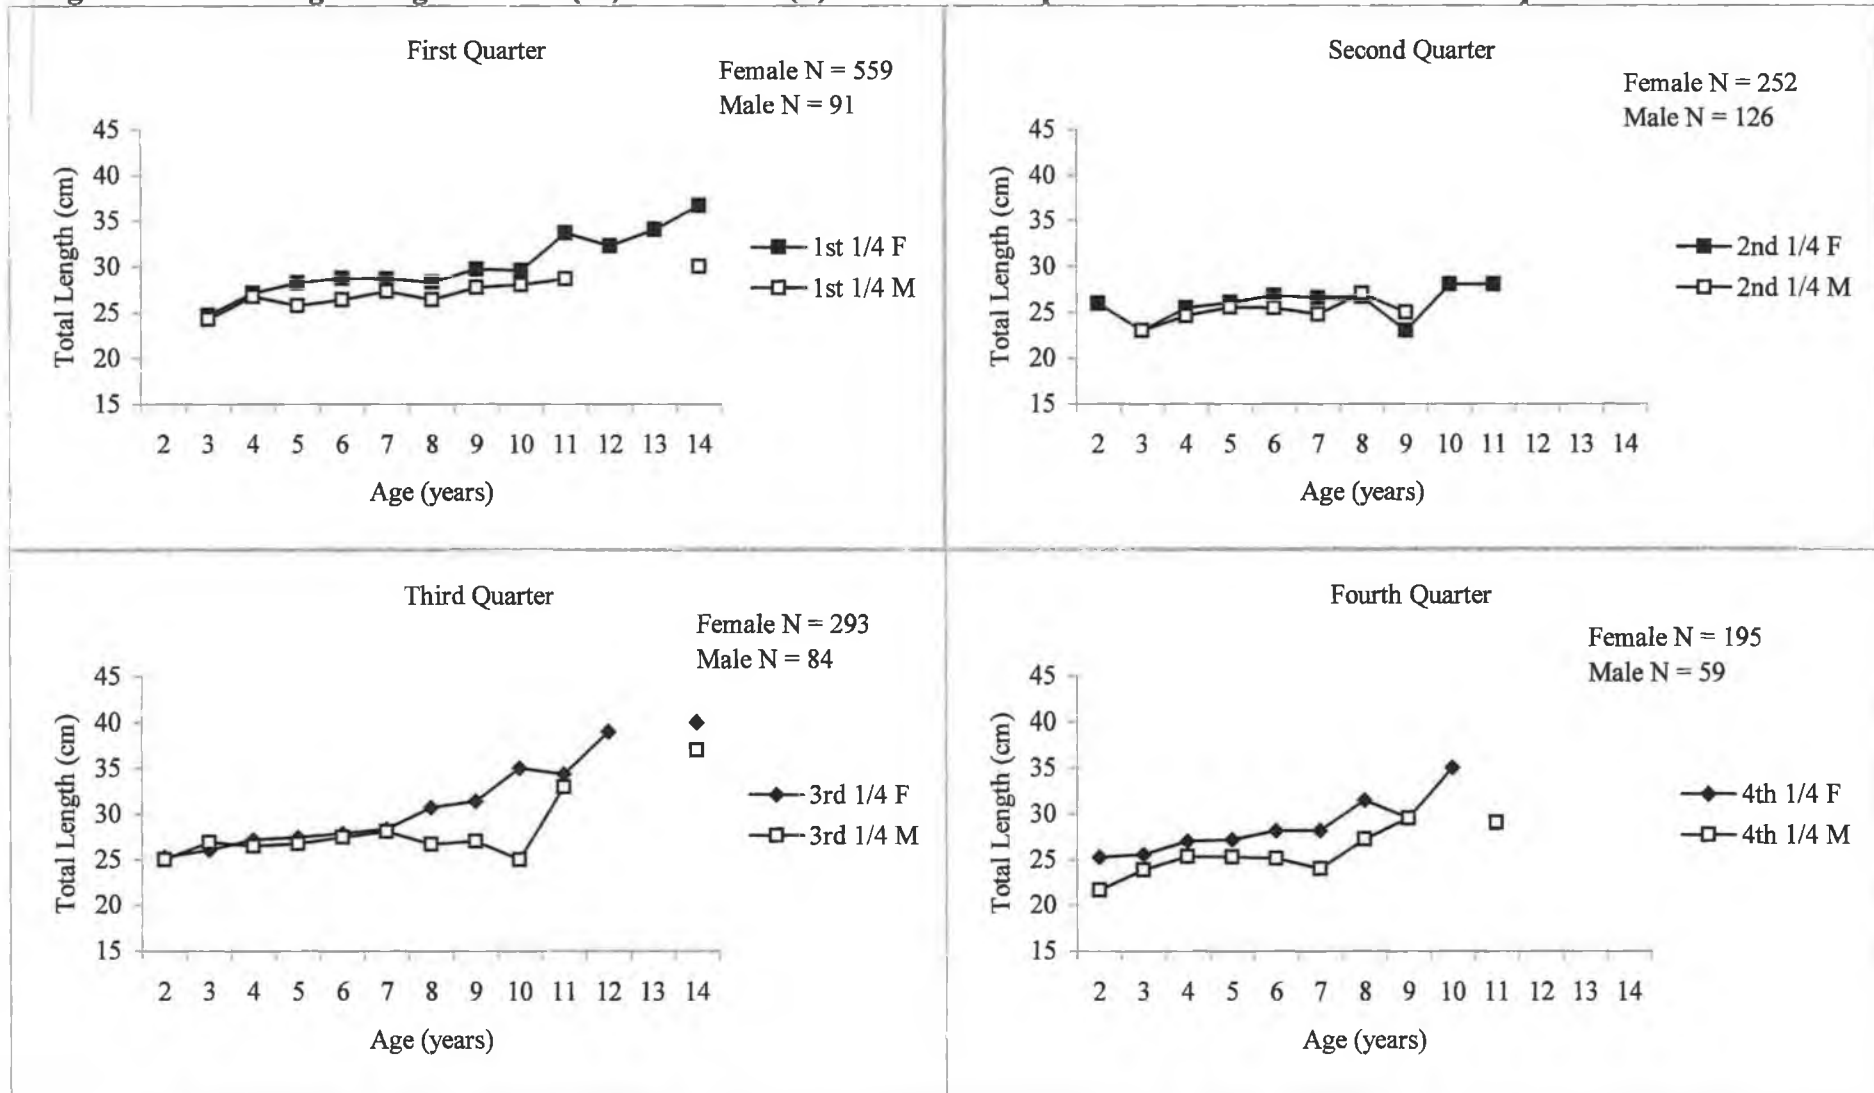 First Quarter
Female N = 559
Male N = 91
45
40
35
30
25
20
15
Total Length (cm)
2 3 4 5 6 7 8 9 10 11 12 13 14
Age (years)
1st 1/4 F
1st 1/4 M
Second Quarter
Female N = 252
Male N = 126
45
40
35
30
25
20
15
Total Length (cm)
2 3 4 5 6 7 8 9 10 11 12 13 14
Age (years)
2nd 1/4 F
2nd 1/4 M
Third Quarter
Female N = 293
Male N = 84
45
40
35
30
25
20
15
Total Length (cm)
2 3 4 5 6 7 8 9 10 11 12 13 14
Age (years)
3rd 1/4 F
3rd 1/4 M
Fourth Quarter
Female N = 195
Male N = 59
45
40
35
30
25
20
15
Total Length (cm)
2 3 4 5 6 7 8 9 10 11 12 13 14
Age (years)
4th 1/4 F
4th 1/4 M